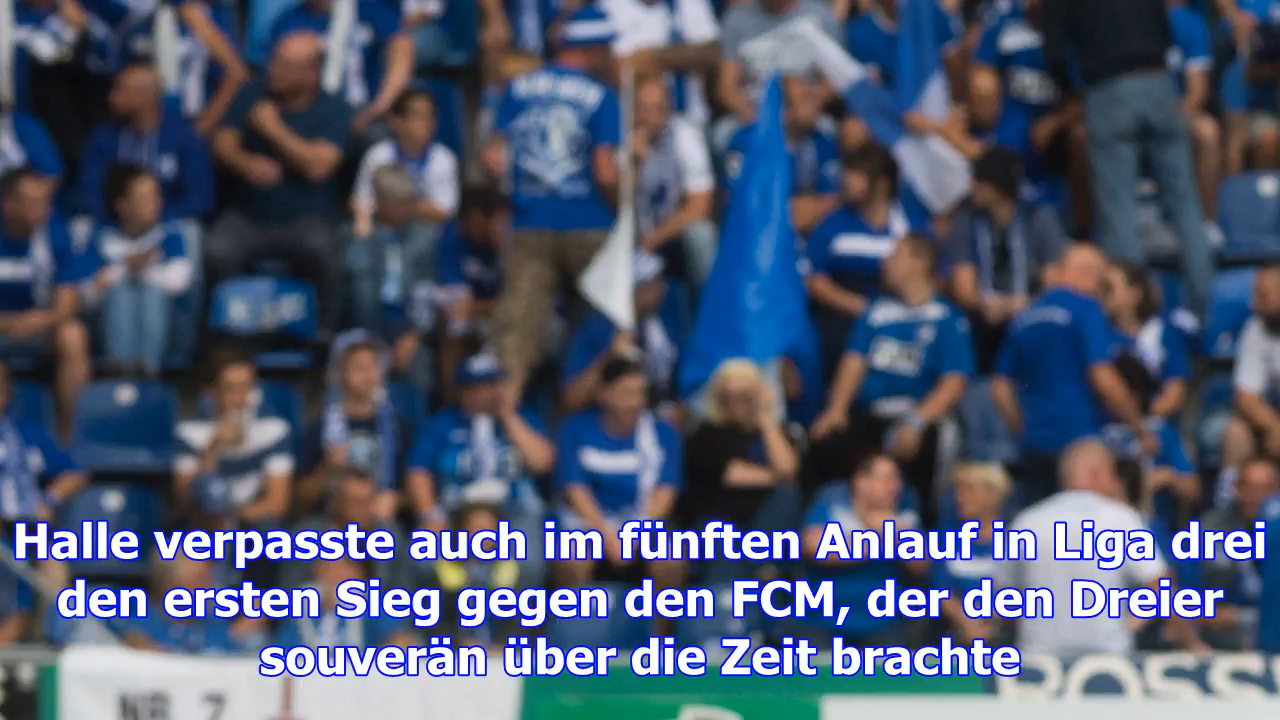 Halle verpasste auch im fünften Anlauf in Liga drei
den ersten Sieg gegen den FCM, der den Dreier
souverän über die Zeit brachte